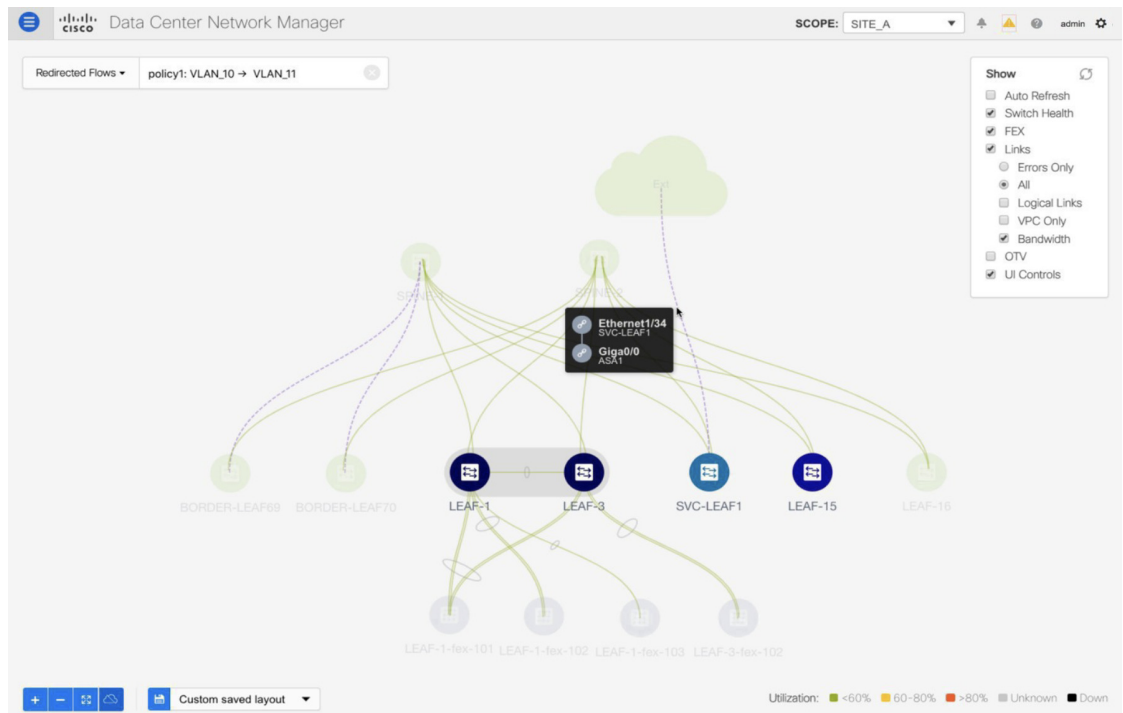 cisco Data Center Network Manager
SCOPE: SITE_A
admin
Redirected Flows
policy1: VLAN_10 → VLAN_11
Show
Auto Refresh
Switch Health
FEX
Links
Errors Only
All
Logical Links
VPC Only
Bandwidth
OTV
UI Controls
Ext
SPINE-2
Ethernet1/34
SVC-LEAF1
Giga0/0
ASA1
BORDER-LEAF69
BORDER-LEAF70
LEAF-1
LEAF-3
SVC-LEAF1
LEAF-15
LEAF-16
LEAF-1-fex-101
LEAF-1-fex-102
LEAF-1-fex-103
LEAF-3-fex-102
Custom saved layout
Utilization: <60% 60-80% >80% Unknown Down